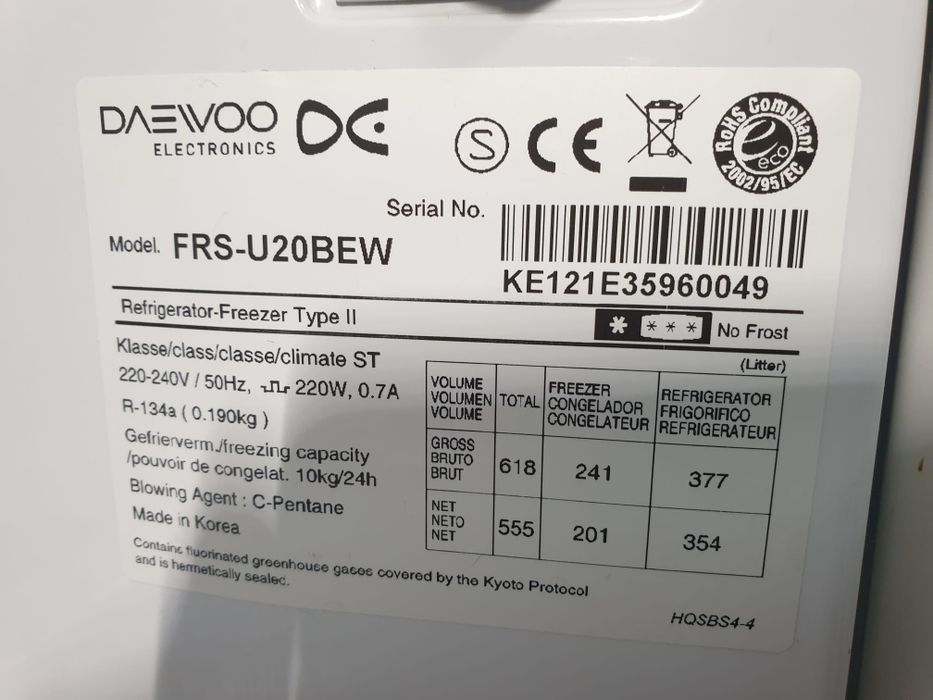 DAEWOO
ELECTRONICS
S
CE
RoHS Compliant
eco
2002/95/EC
Serial No.
Model. FRS-U20BEW
KE121E35960049
Refrigerator-Freezer Type II
* *** No Frost
Klasse/class/classe/climate ST
220-240V / 50Hz, 220W, 0.7A
R-134a ( 0.190kg )
Gefrierverm./freezing capacity
/pouvoir de congelat. 10kg/24h
Blowing Agent : C-Pentane
Made in Korea
(Litter)
VOLUME
VOLUMEN
VOLUME
TOTAL
FREEZER
CONGELADOR
CONGELATEUR
REFRIGERATOR
FRIGORIFICO
REFRIGERATEUR
GROSS
BRUTO
BRUT
618
241
377
NET
NETO
NET
555
201
354
Contains fluorinated greenhouse gases covered by the Kyoto Protocol
and is hermetically sealed.
HQSBS4-4